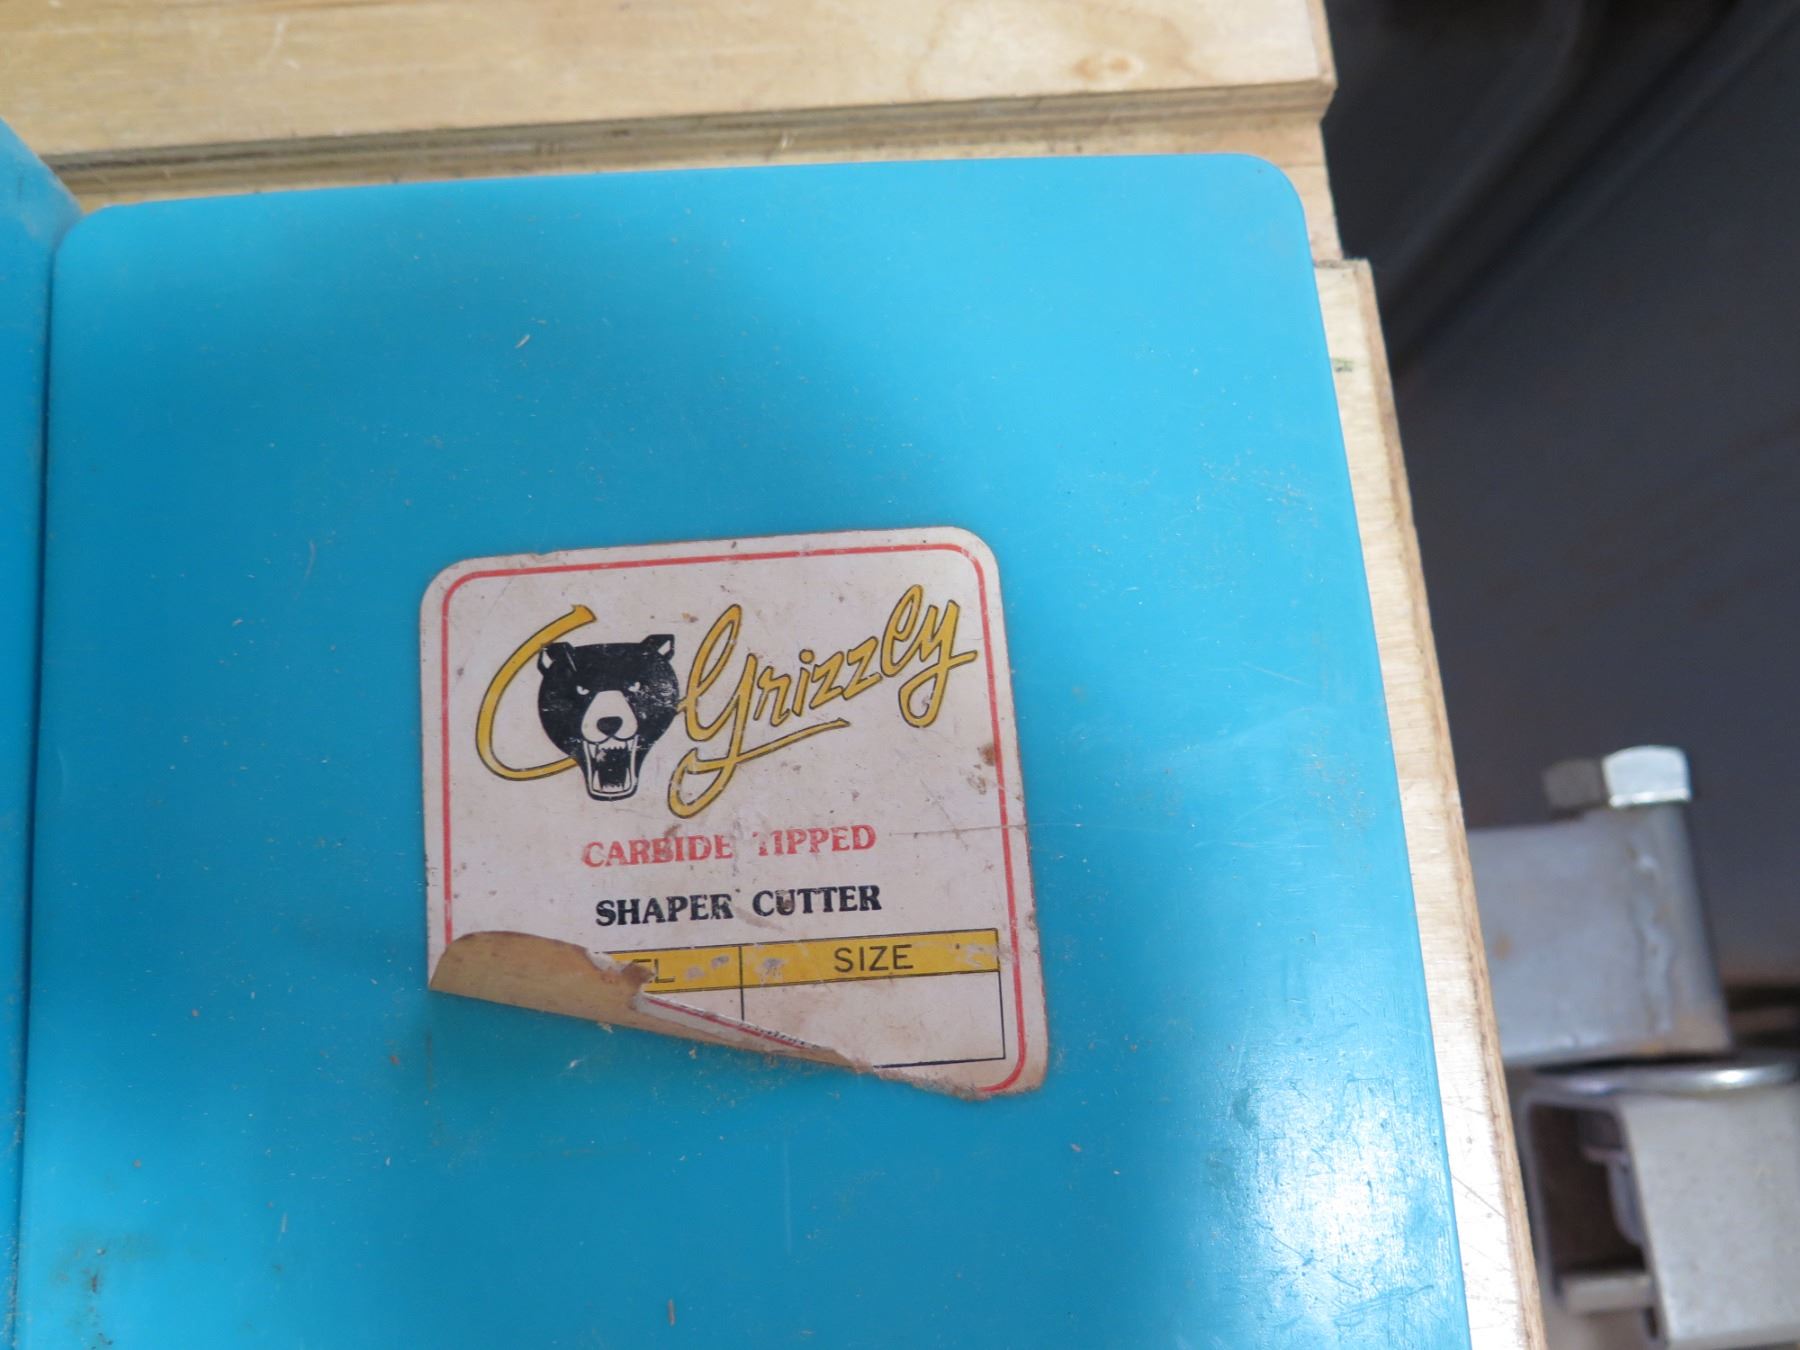 Grizzly
CARBIDE TIPPED
SHAPER CUTTER
SIZE